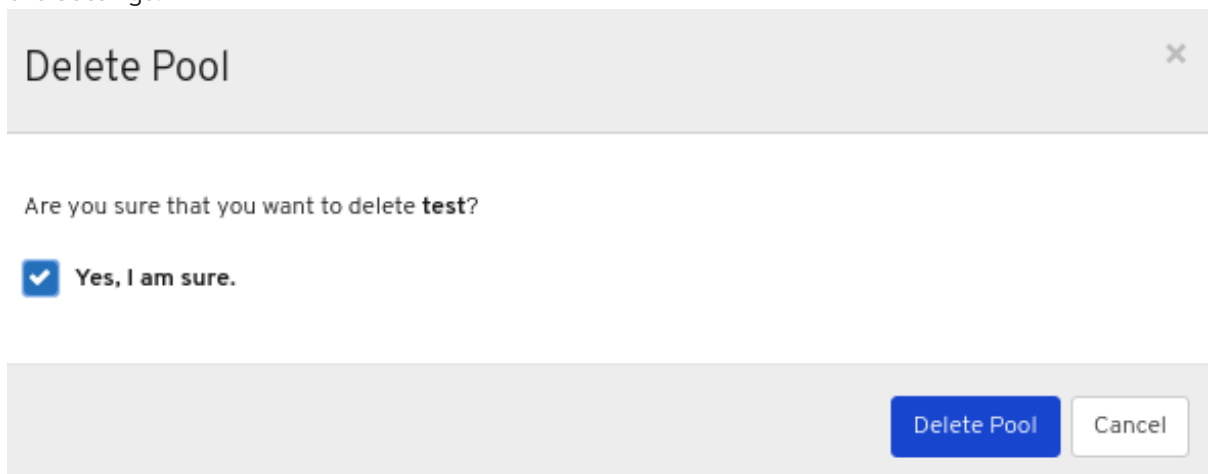 Delete Pool
×
Are you sure that you want to delete test?
Yes, I am sure.
Delete Pool
Cancel